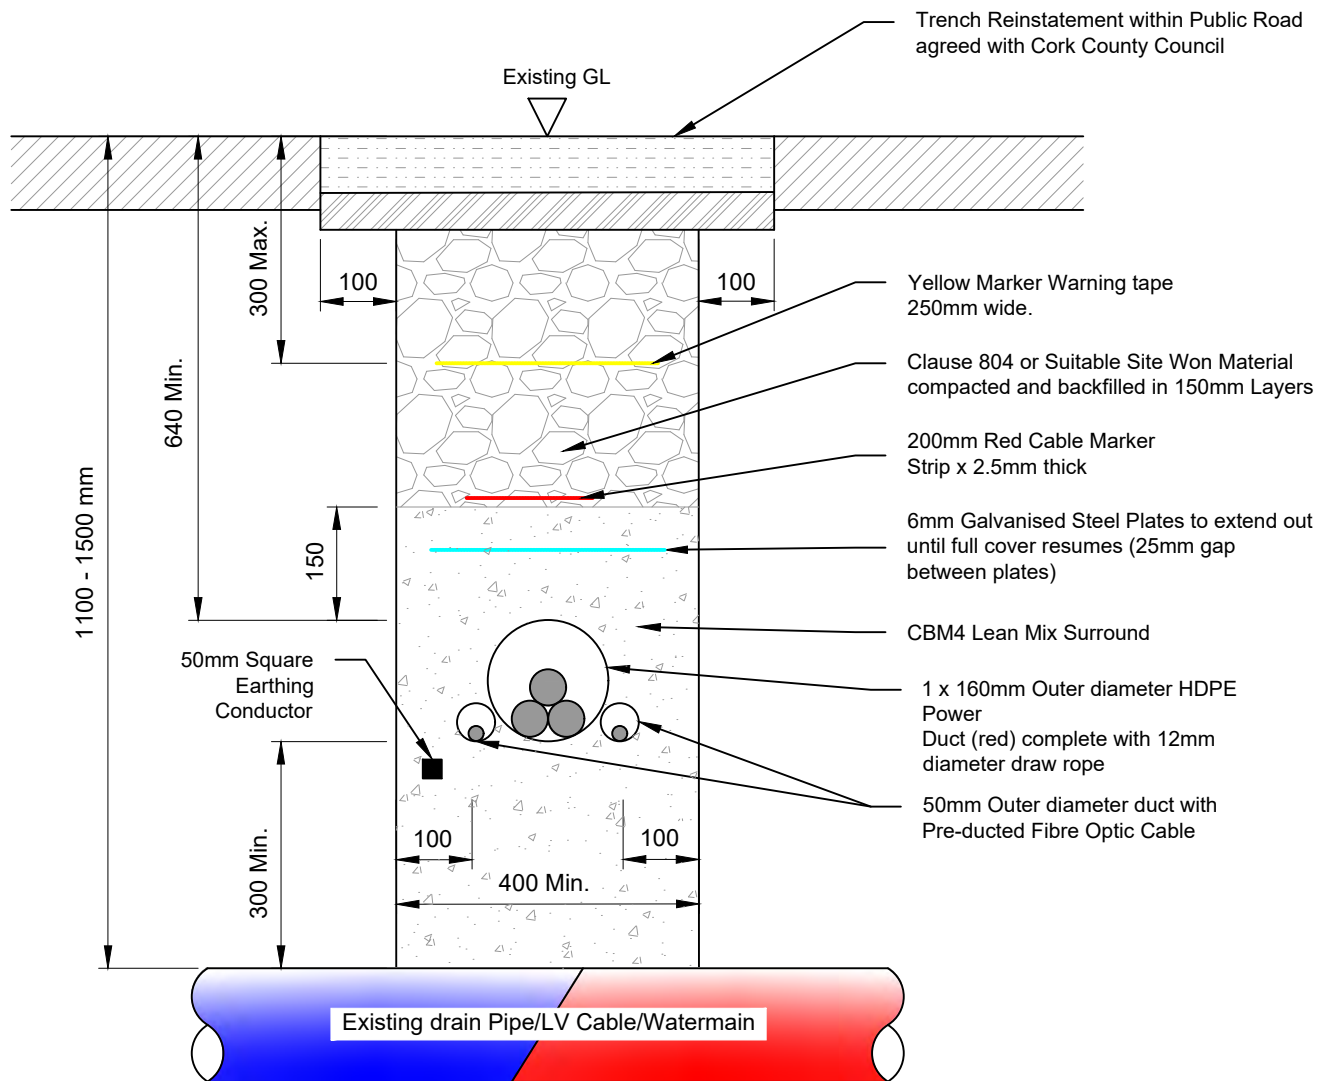 Trench Reinstatement within Public Road
agreed with Cork County Council
Existing GL
300 Max.
100
100
Yellow Marker Warning tape
250mm wide.
640 Min.
Clause 804 or Suitable Site Won Material
compacted and backfilled in 150mm Layers
200mm Red Cable Marker
Strip x 2.5mm thick
1100 - 1500 mm
150
6mm Galvanised Steel Plates to extend out
until full cover resumes (25mm gap
between plates)
CBM4 Lean Mix Surround
50mm Square
Earthing
Conductor
1 x 160mm Outer diameter HDPE
Power
Duct (red) complete with 12mm
diameter draw rope
50mm Outer diameter duct with
Pre-ducted Fibre Optic Cable
300 Min.
100
100
400 Min.
Existing drain Pipe/LV Cable/Watermain